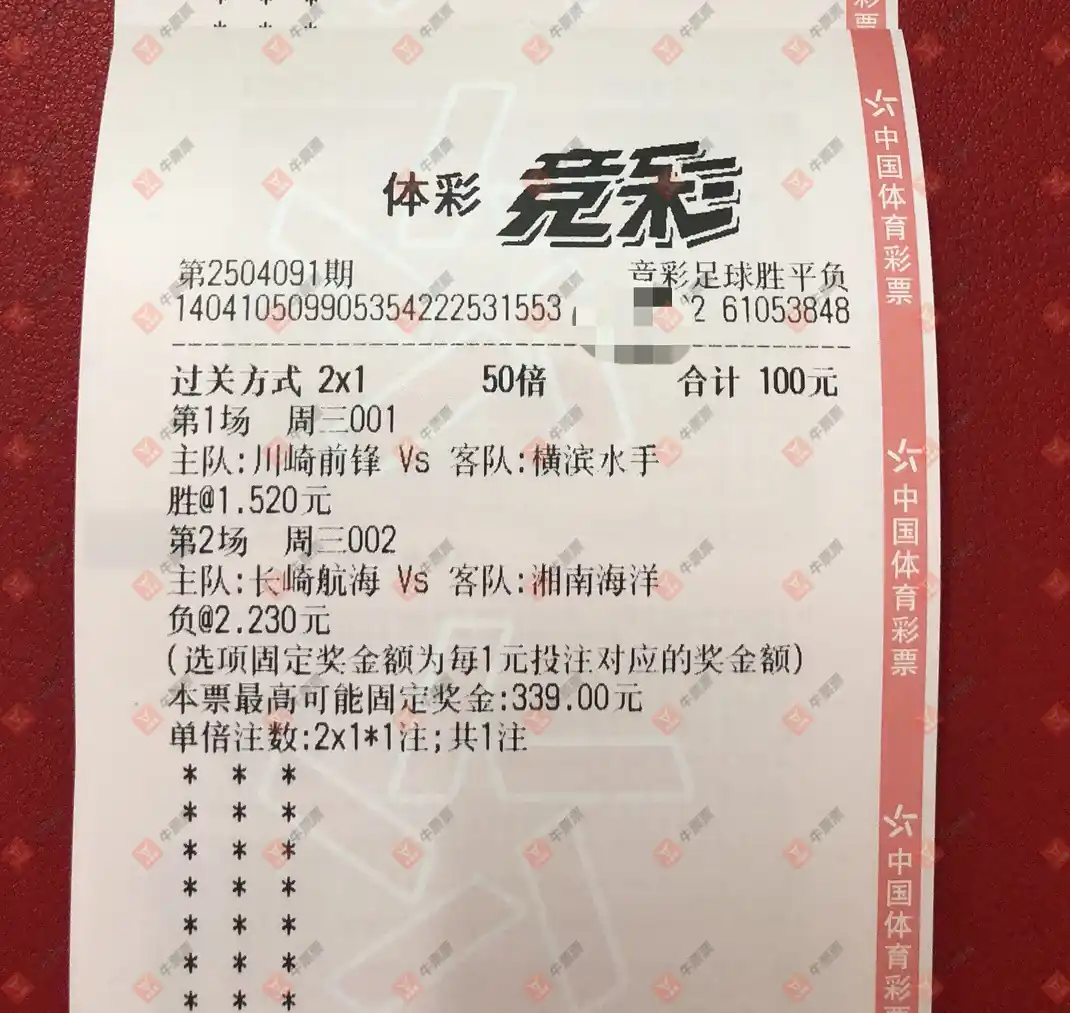 体彩 竞彩
第2504091期 竞彩足球胜平负
140410509905354222531553 2 61053848
过关方式 2x1 50倍 合计 100元
第1场 周三001
主队:川崎前锋 Vs 客队:横滨水手
胜@1.520元
第2场 周三002
主队:长崎航海 Vs 客队:湘南海洋
负@2.230元
(选项固定奖金额为每1元投注对应的奖金额)
本票最高可能固定奖金:339.00元
单倍注数:2x1*1注;共1注
* * *
* * *
* * *
* * *
* * *
* * *
* * *
彩票
中国体育彩票
中国体育彩票
中国体育彩
牛票票